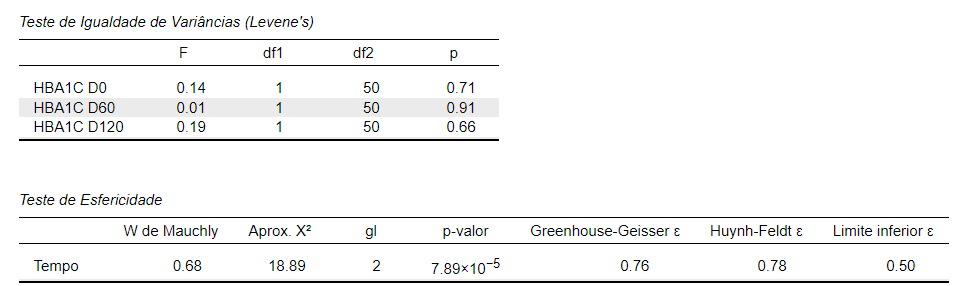 Teste de Igualdade de Variâncias (Levene's)
F df1 df2 p
HBA1C D0 0.14 1 50 0.71
HBA1C D60 0.01 1 50 0.91
HBA1C D120 0.19 1 50 0.66
Teste de Esfericidade
W de Mauchly Aprox. X² gl p-valor Greenhouse-Geisser ε Huynh-Feldt ε Limite inferior ε
Tempo 0.68 18.89 2 7.89×10⁻⁵ 0.76 0.78 0.50